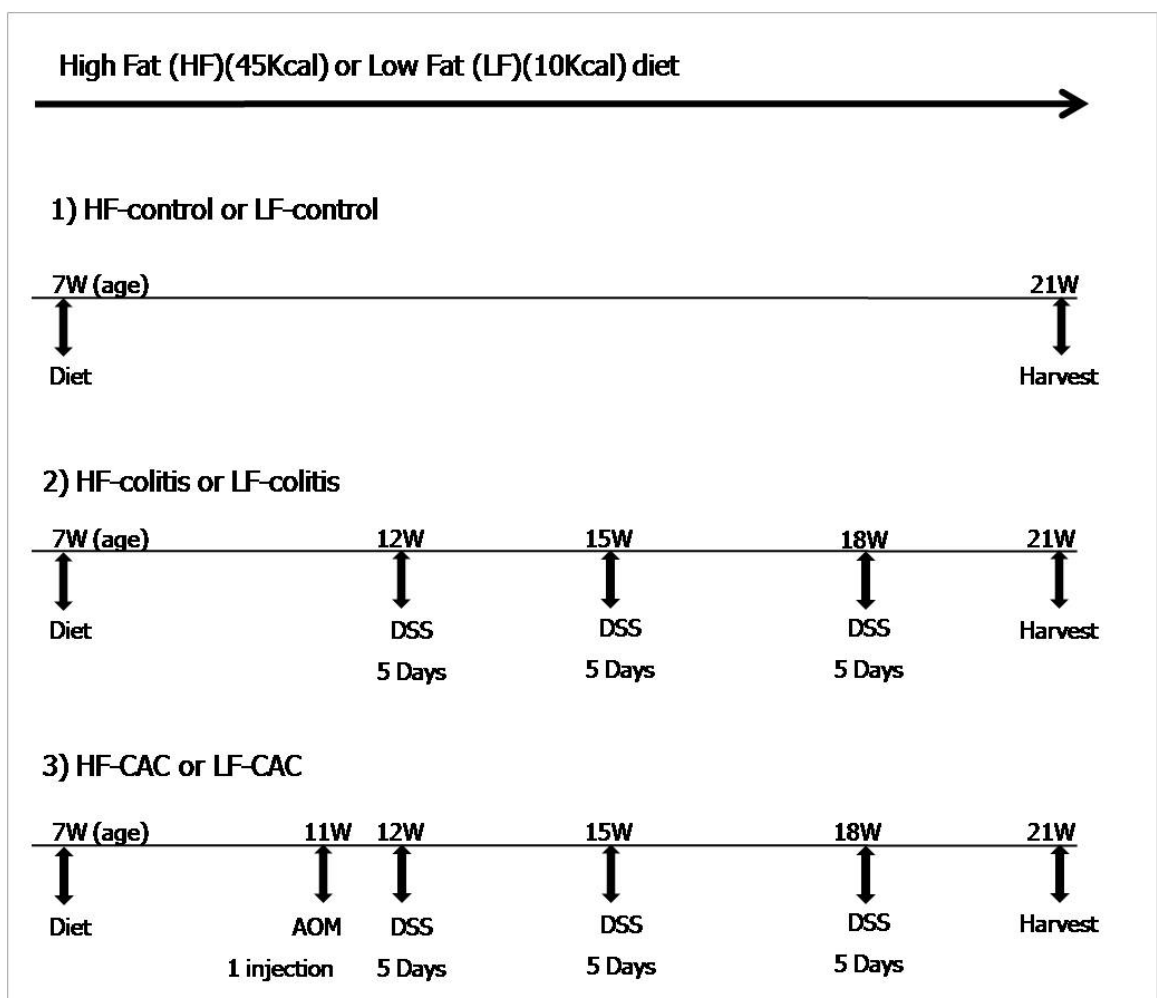 High Fat (HF)(45Kcal) or Low Fat (LF)(10Kcal) diet
1) HF-control or LF-control
7W (age) 21W
Diet Harvest
2) HF-colitis or LF-colitis
7W (age) 12W 15W 18W 21W
Diet DSS DSS DSS Harvest
5 Days 5 Days 5 Days
3) HF-CAC or LF-CAC
7W (age) 11W 12W 15W 18W 21W
Diet AOM DSS DSS DSS Harvest
1 injection 5 Days 5 Days 5 Days